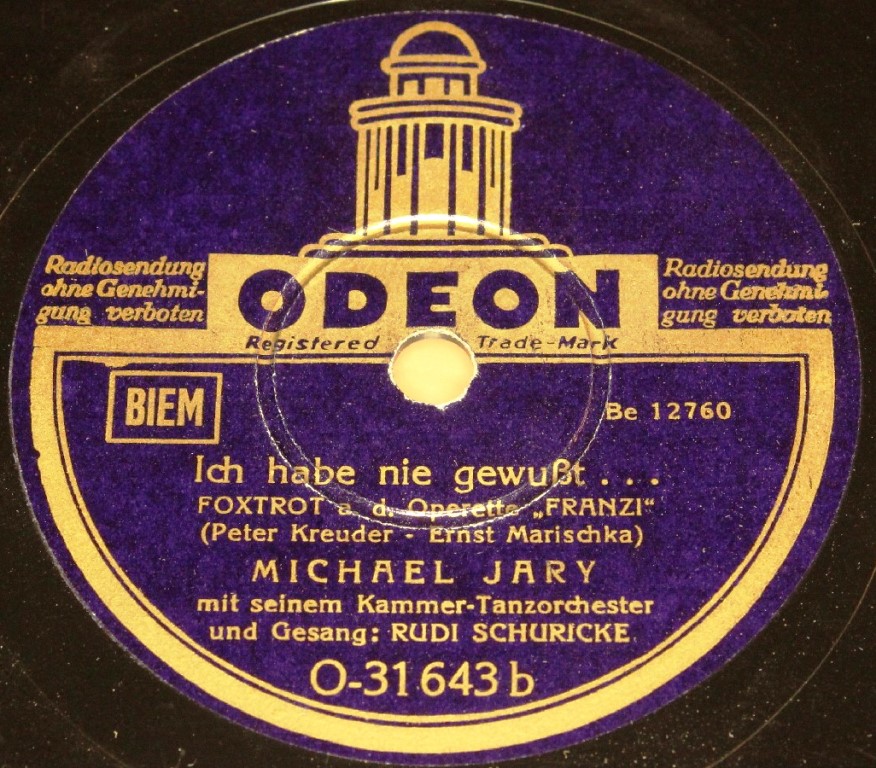 Radiosendung
ohne Genehmi-
gung verboten
ODEON
Registered Trade-Mark
Radiosendung
ohne Genehmi-
gung verboten
BIEM
Be 12760
Ich habe nie gewußt . . .
FOXTROT a. d. Operette „FRANZI“
(Peter Kreuder - Ernst Marischka)
MICHAEL JARY
mit seinem Kammer-Tanzorchester
und Gesang: RUDI SCHURICKE
O-31643 b